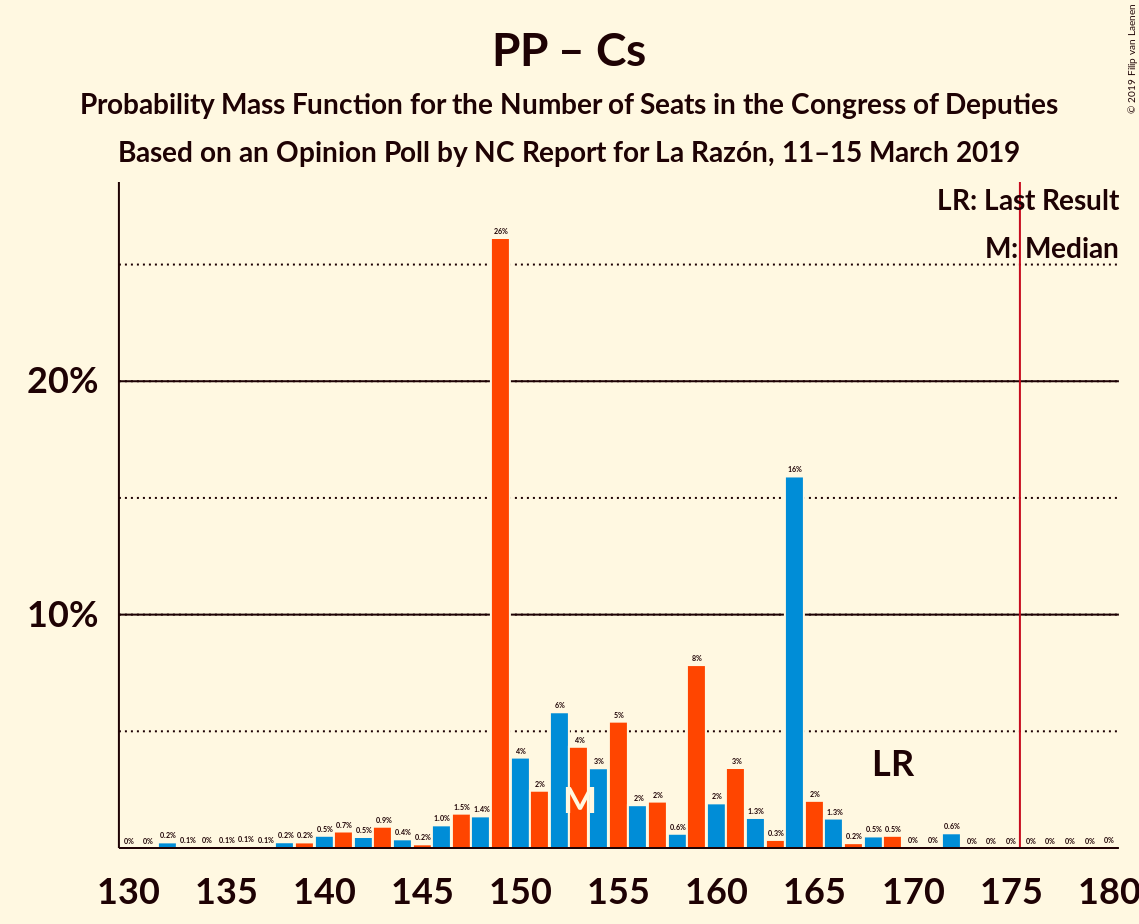 PP – Cs
Probability Mass Function for the Number of Seats in the Congress of Deputies
Based on an Opinion Poll by NC Report for La Razón, 11–15 March 2019
© 2019 Filip van Laenen
LR: Last Result
M: Median
26%
20%
16%
10%
8%
6%
5%
4% 4%
3% 3%
LR
M
2% 2% 2% 2% 2%
0% 0% 0.2% 0.1% 0% 0.1% 0.1% 0.1% 0.2% 0.2% 0.5% 0.7% 0.5% 0.9% 0.4% 0.2% 1.0% 1.5% 1.4% 0.6% 1.3% 0.3% 1.3% 0.2% 0.5% 0.5% 0% 0% 0.6% 0% 0% 0% 0% 0% 0% 0% 0%
130 135 140 145 150 155 160 165 170 175 180